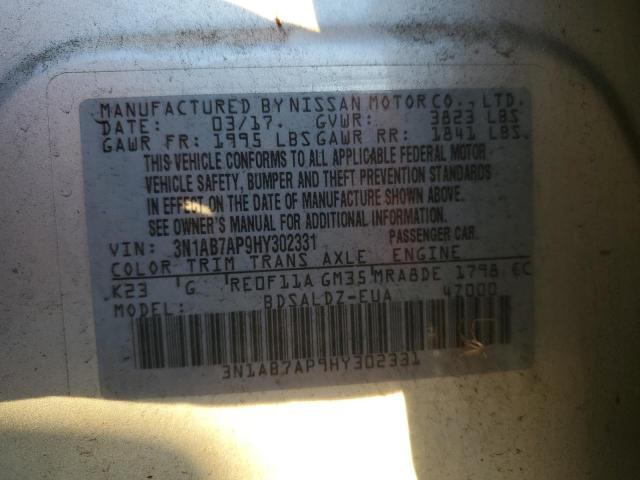 MANUFACTURED BY NISSAN MOTOR CO., LTD.
DATE: 03/17. GVWR: 3823 LBS
GAWR FR: 1995 LBS GAWR RR: 1841 LBS.
THIS VEHICLE CONFORMS TO ALL APPLICABLE FEDERAL MOTOR
VEHICLE SAFETY, BUMPER AND THEFT PREVENTION STANDARDS
IN EFFECT ON THE DATE OF MANUFACTURE SHOWN ABOVE.
SEE OWNER'S MANUAL FOR ADDITIONAL INFORMATION.
VIN: 3N1AB7AP9HY302331 PASSENGER CAR.
COLOR TRIM TRANS AXLE ENGINE
K23 G RE0F11A GM35 MRA8DE 1798 CC
MODEL: BDSALDZ-EUA 47000
3N1AB7AP9HY302331